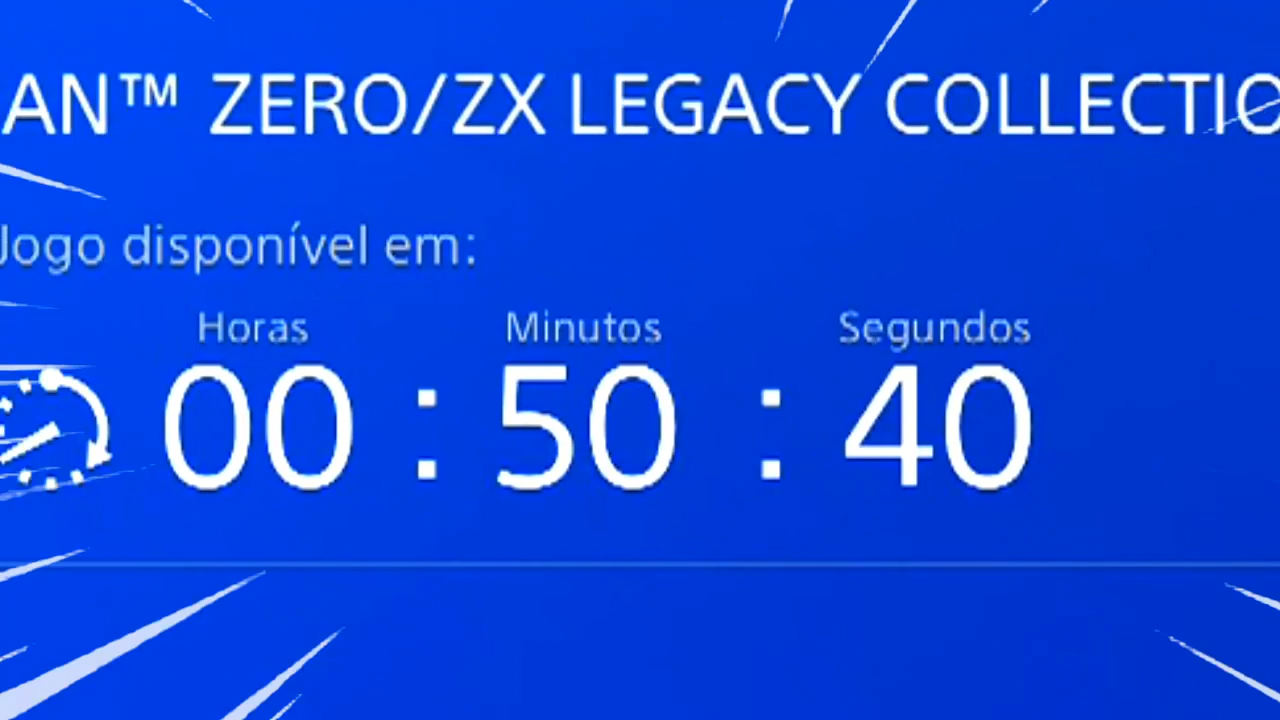 AN™ ZERO/ZX LEGACY COLLECTIO
Jogo disponível em:
Horas Minutos Segundos
00 : 50 : 40